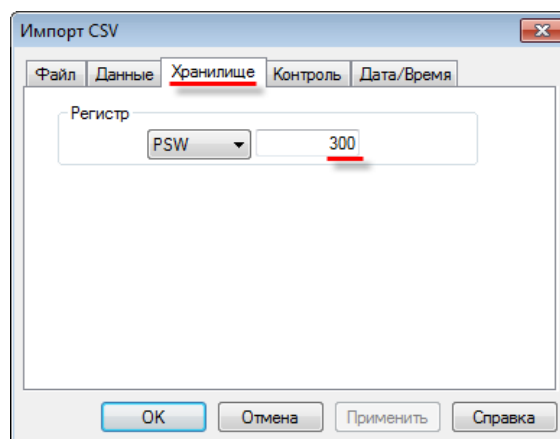 Импорт CSV
Файл Данные Хранилище Контроль Дата/Время
Регистр
PSW 300
OK Отмена Применить Справка